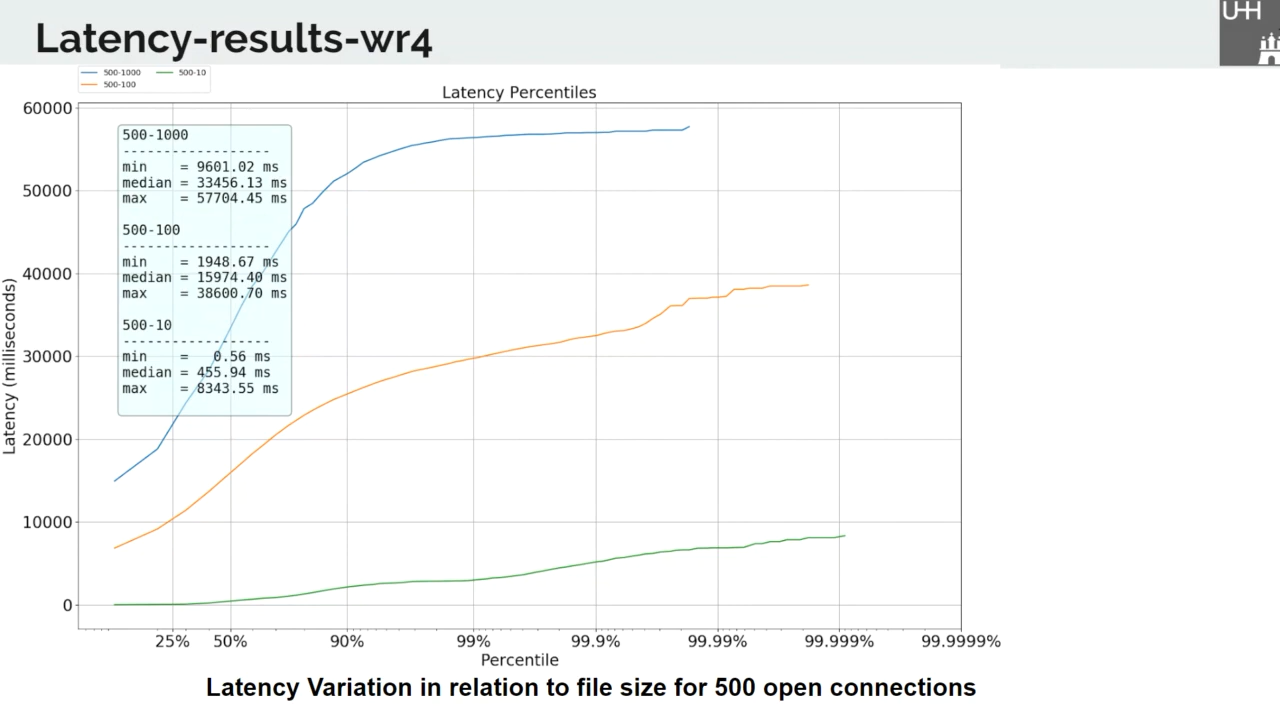 Latency-results-wr4
UH
500-1000
500-10
500-100
Latency Percentiles
60000
50000
40000
30000
20000
10000
0
Latency (milliseconds)
500-1000
------------------
min = 9601.02 ms
median = 33456.13 ms
max = 57704.45 ms
500-100
------------------
min = 1948.67 ms
median = 15974.40 ms
max = 38600.70 ms
500-10
------------------
min = 0.56 ms
median = 455.94 ms
max = 8343.55 ms
25% 50% 90% 99% 99.9% 99.99% 99.999% 99.9999%
Percentile
Latency Variation in relation to file size for 500 open connections